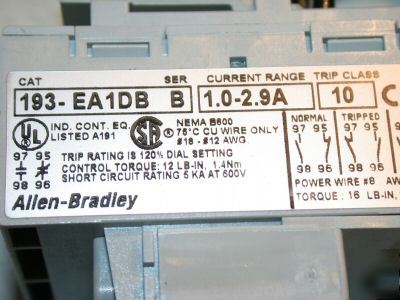 CAT SER CURRENT RANGE TRIP CLASS
193-EA1DB B 1.0-2.9A 10 C
UL IND. CONT. EQ. LISTED A191
SA NEMA B600
75°C CU WIRE ONLY
#18 - #12 AWG.
NORMAL TRIPPED
97 95 97 95
98 96 98 96
97 95
98 96
TRIP RATING IS 120% DIAL SETTING
CONTROL TORQUE: 12 LB-IN, 1.4Nm
SHORT CIRCUIT RATING 5 KA AT 600V
POWER WIRE #8 AW
TORQUE: 16 LB-IN,
Allen-Bradley